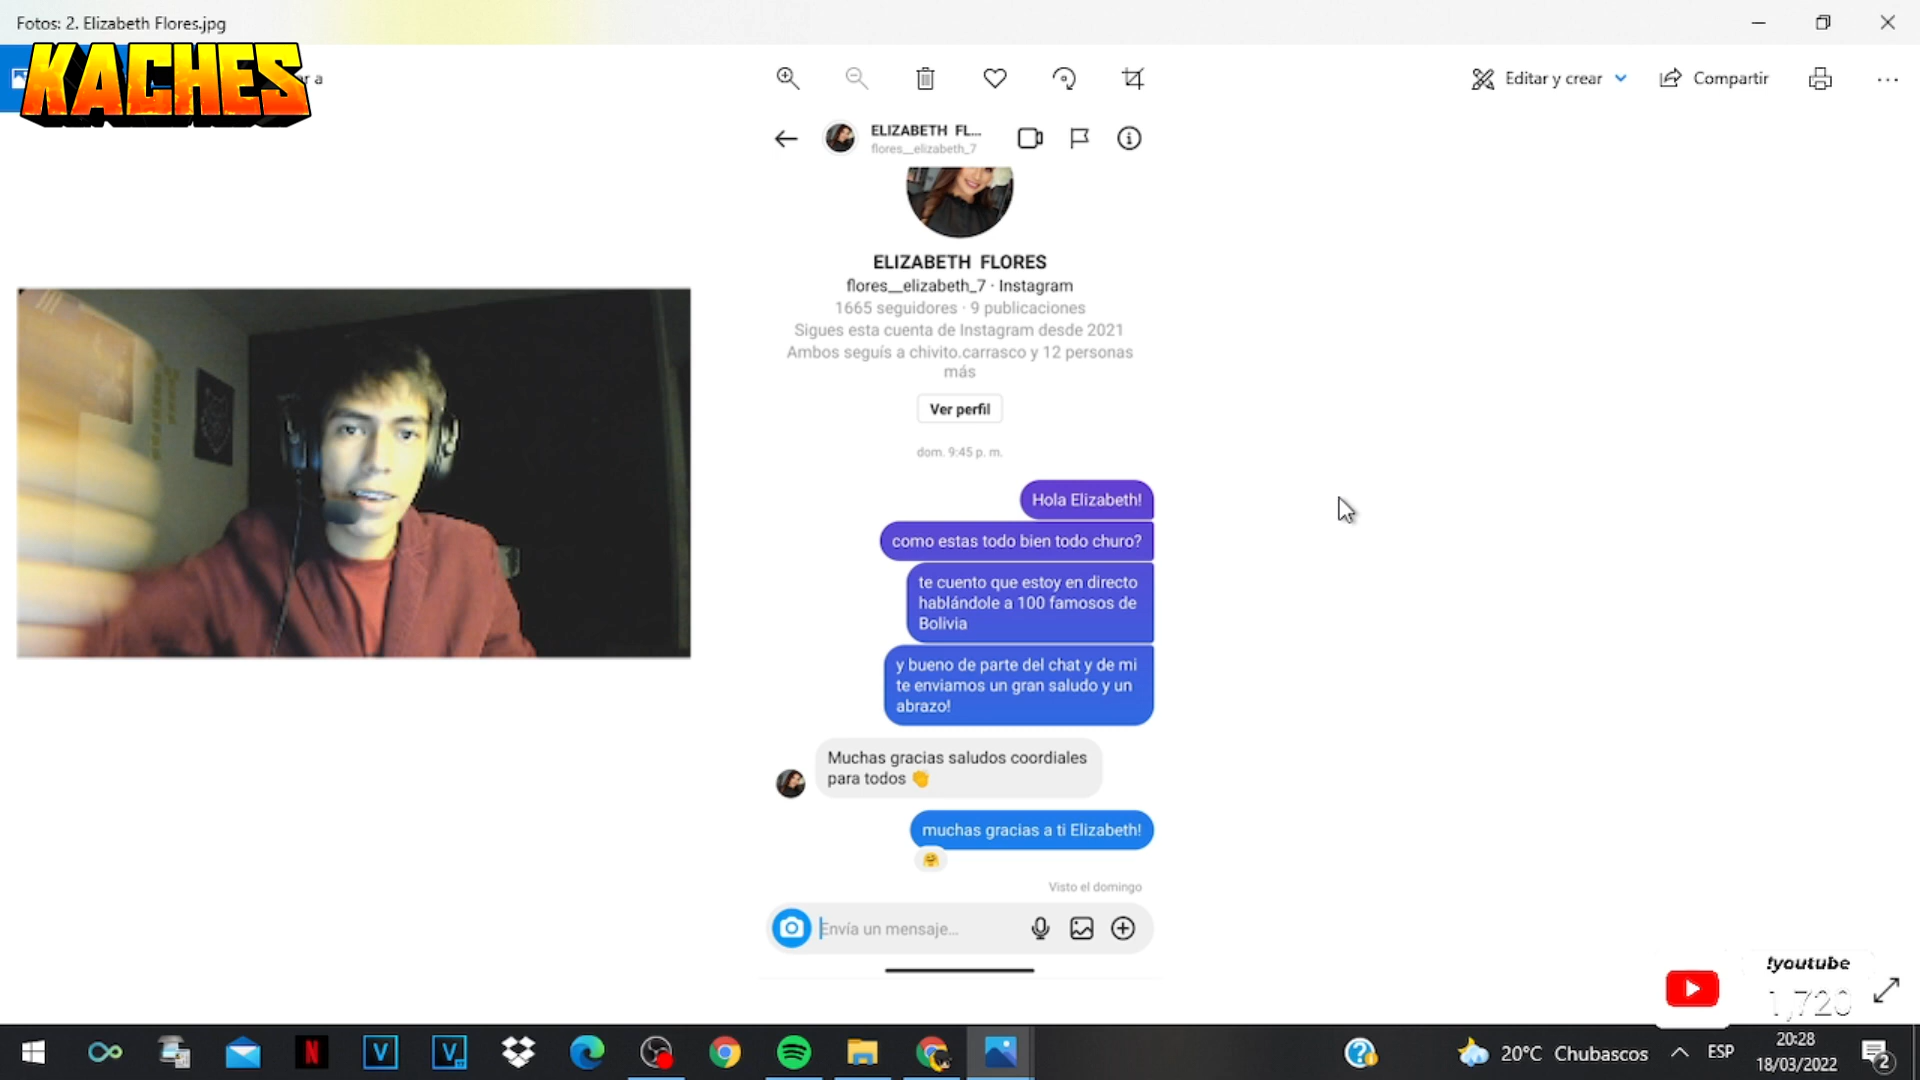 Fotos: 2. Elizabeth Flores.jpg
KACHES
r a
Editar y crear
Compartir
ELIZABETH FL...
flores__elizabeth_7
ELIZABETH FLORES
flores__elizabeth_7 · Instagram
1665 seguidores · 9 publicaciones
Sigues esta cuenta de Instagram desde 2021
Ambos seguís a chivito.carrasco y 12 personas
más
Ver perfil
dom. 9:45 p. m.
Hola Elizabeth!
como estas todo bien todo churo?
te cuento que estoy en directo
hablándole a 100 famosos de
Bolivia
y bueno de parte del chat y de mi
te enviamos un gran saludo y un
abrazo!
Muchas gracias saludos coordiales
para todos 👏
muchas gracias a ti Elizabeth!
🤗
Visto el domingo
Envía un mensaje...
!youtube
1,720
20°C Chubascos
ESP
20:28
18/03/2022
2